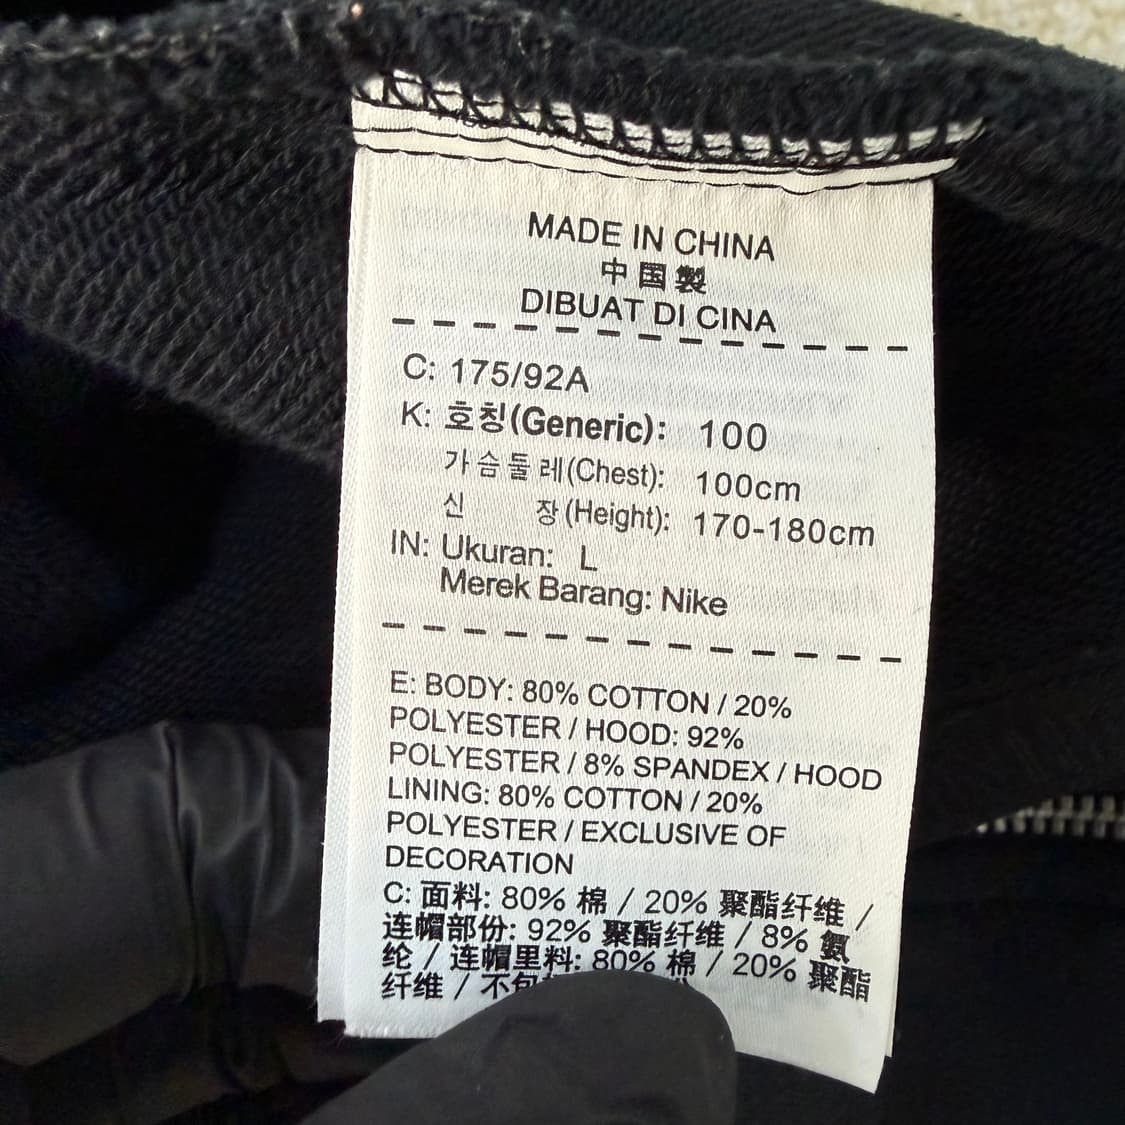 MADE IN CHINA
中国製
DIBUAT DI CINA
C: 175/92A
K: 호칭(Generic): 100
가슴둘레(Chest): 100cm
신 장(Height): 170-180cm
IN: Ukuran: L
Merek Barang: Nike
E: BODY: 80% COTTON / 20%
POLYESTER / HOOD: 92%
POLYESTER / 8% SPANDEX / HOOD
LINING: 80% COTTON / 20%
POLYESTER / EXCLUSIVE OF
DECORATION
C: 面料: 80% 棉 / 20% 聚酯纤维 /
连帽部份: 92% 聚酯纤维 / 8% 氨
纶 / 连帽里料: 80% 棉 / 20% 聚酯
纤维 / 不包